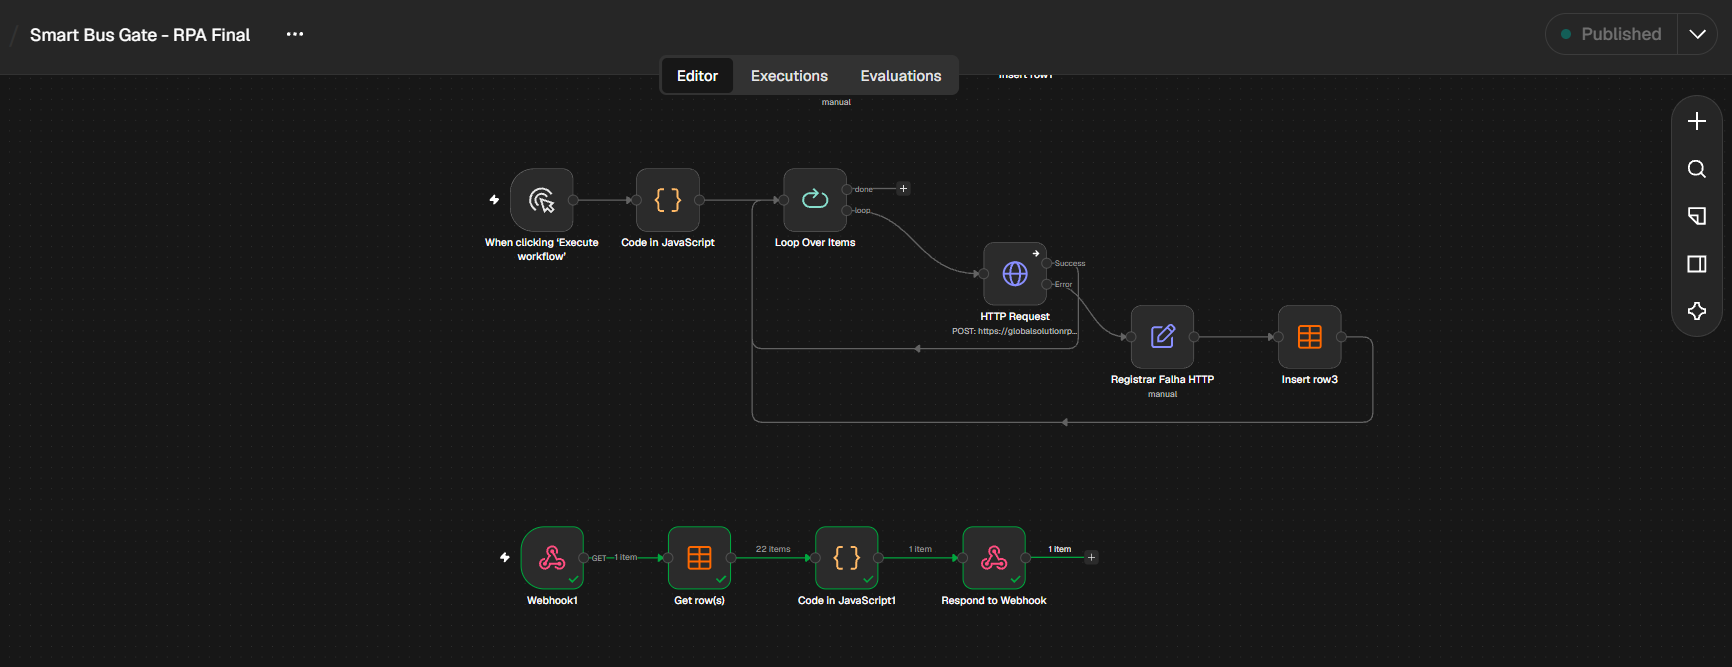 / Smart Bus Gate - RPA Final ...
Published
Editor Executions Evaluations
Insert row1
manual
done
loop
When clicking 'Execute
workflow'
Code in JavaScript
Loop Over Items
Success
Error
HTTP Request
POST: https://globalsolutionrp...
Registrar Falha HTTP
manual
Insert row3
GET
1 item
22 items
1 item
1 item
Webhook1
Get row(s)
Code in JavaScript1
Respond to Webhook